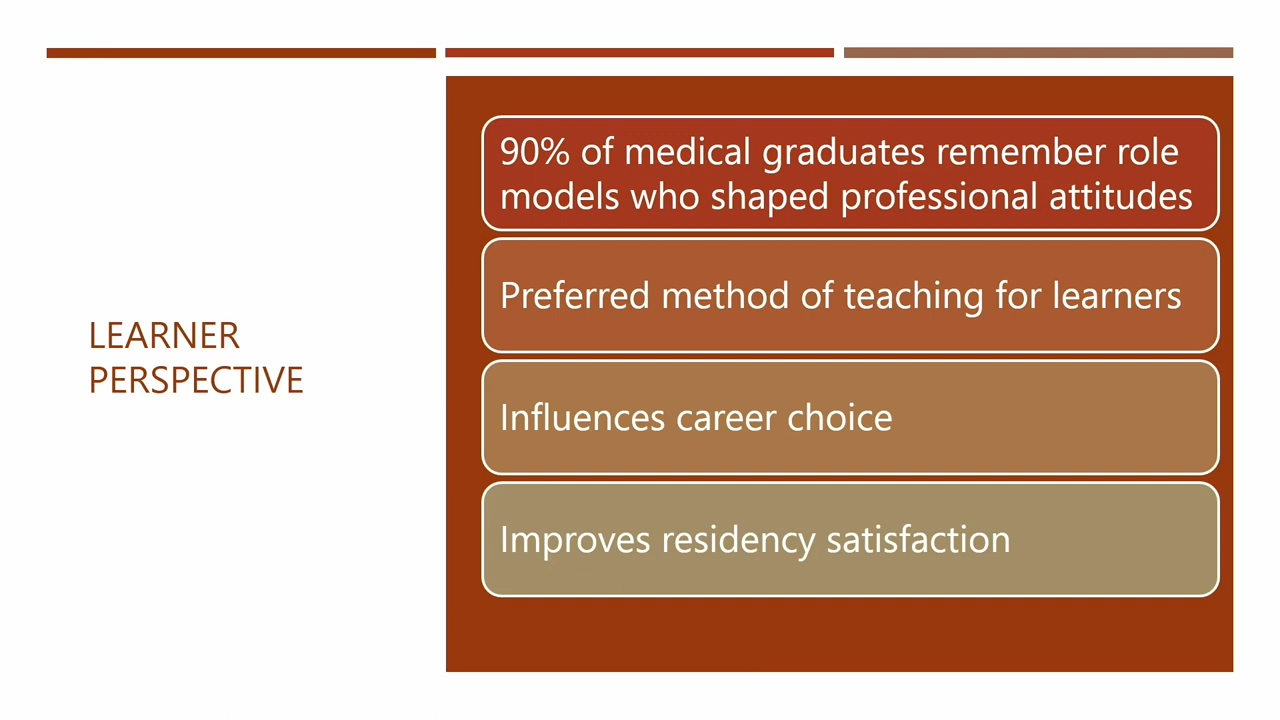 LEARNER
PERSPECTIVE
90% of medical graduates remember role
models who shaped professional attitudes
Preferred method of teaching for learners
Influences career choice
Improves residency satisfaction